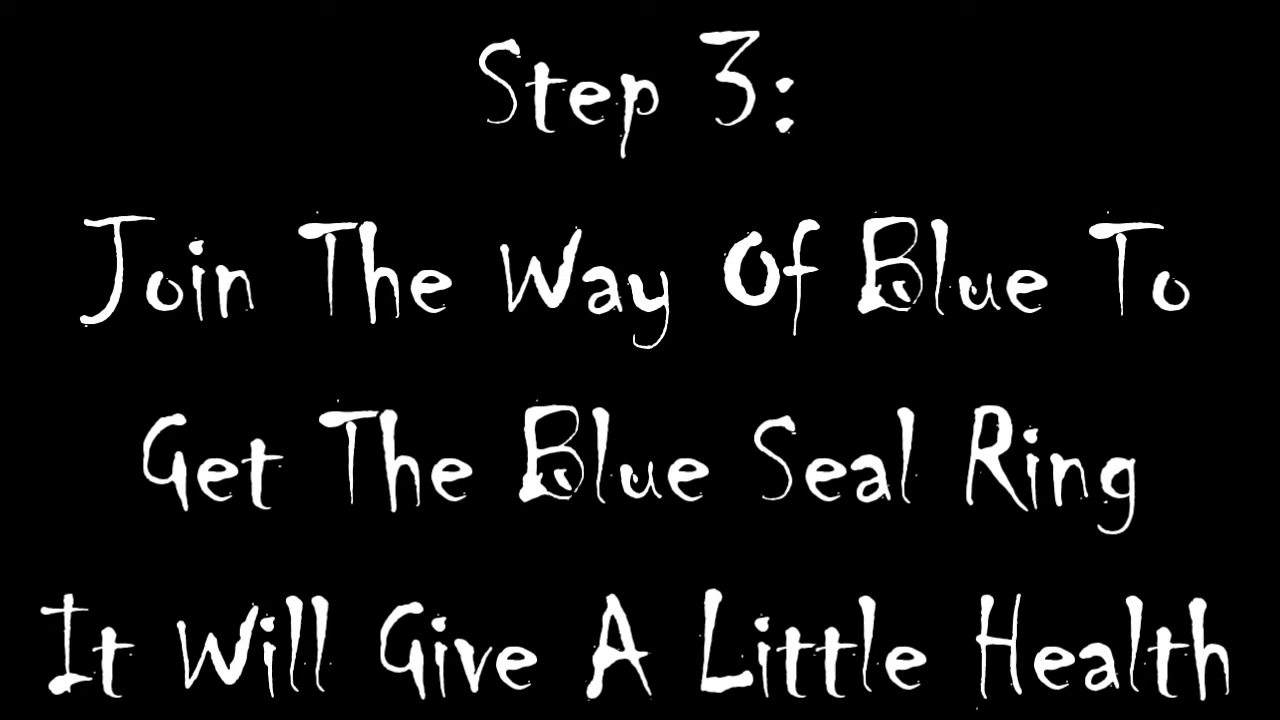 Step 3:
Join The Way Of Blue To
Get The Blue Seal Ring
It Will Give A Little Health